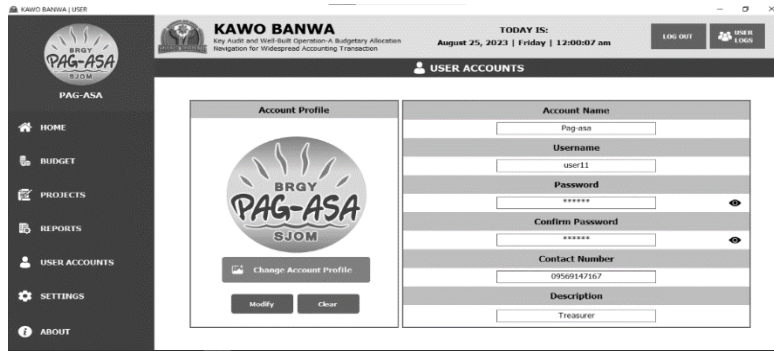 KAWO BANWA | USER
BRGY
PAG-ASA
SJOM
PAG-ASA
HOME
BUDGET
PROJECTS
REPORTS
USER ACCOUNTS
SETTINGS
ABOUT
KAWO BANWA
Key Audit and Well-Built Operation-A Budgetary Allocation
Navigation for Widespread Accounting Transaction
TODAY IS:
August 25, 2023 | Friday | 12:00:07 am
LOG OUT
USER
LOGS
USER ACCOUNTS
Account Profile
BRGY
PAG-ASA
SJOM
Change Account Profile
Modify
Clear
Account Name
Pag-asa
Username
user11
Password
******
Confirm Password
******
Contact Number
09569147167
Description
Treasurer